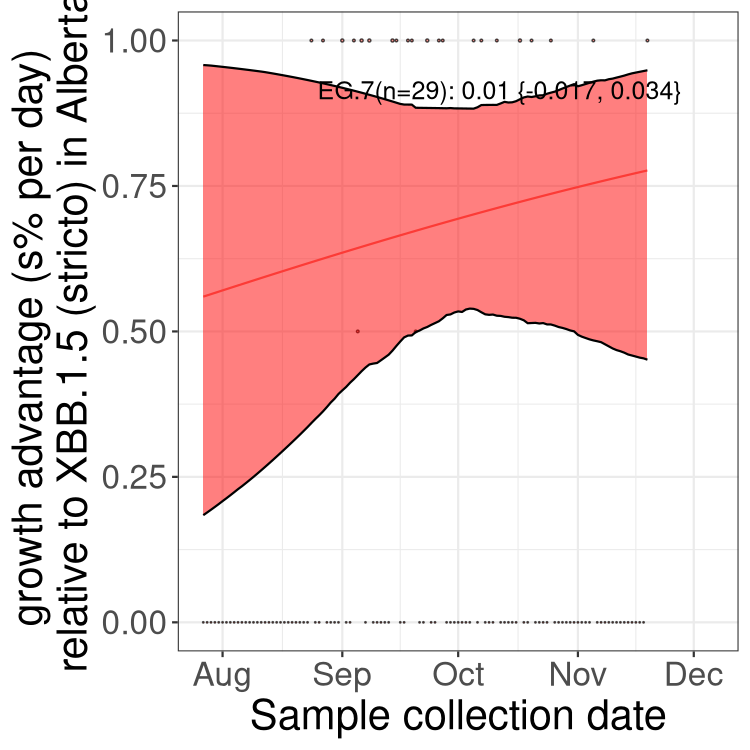 growth advantage (s% per day)
relative to XBB.1.5 (stricto) in Alberta
1.00
0.75
0.50
0.25
0.00
EG.7(n=29): 0.01 {-0.017, 0.034}
Aug Sep Oct Nov Dec
Sample collection date